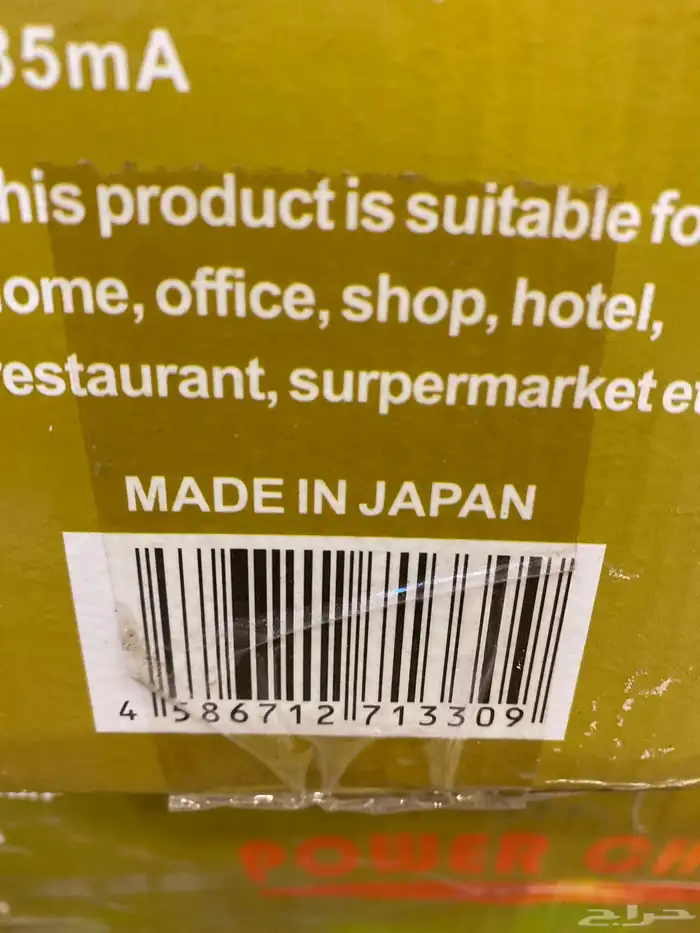 35mA
his product is suitable fo
ome, office, shop, hotel,
estaurant, surpermarket et
MADE IN JAPAN
4 586712 713309
POWER CH
حراج